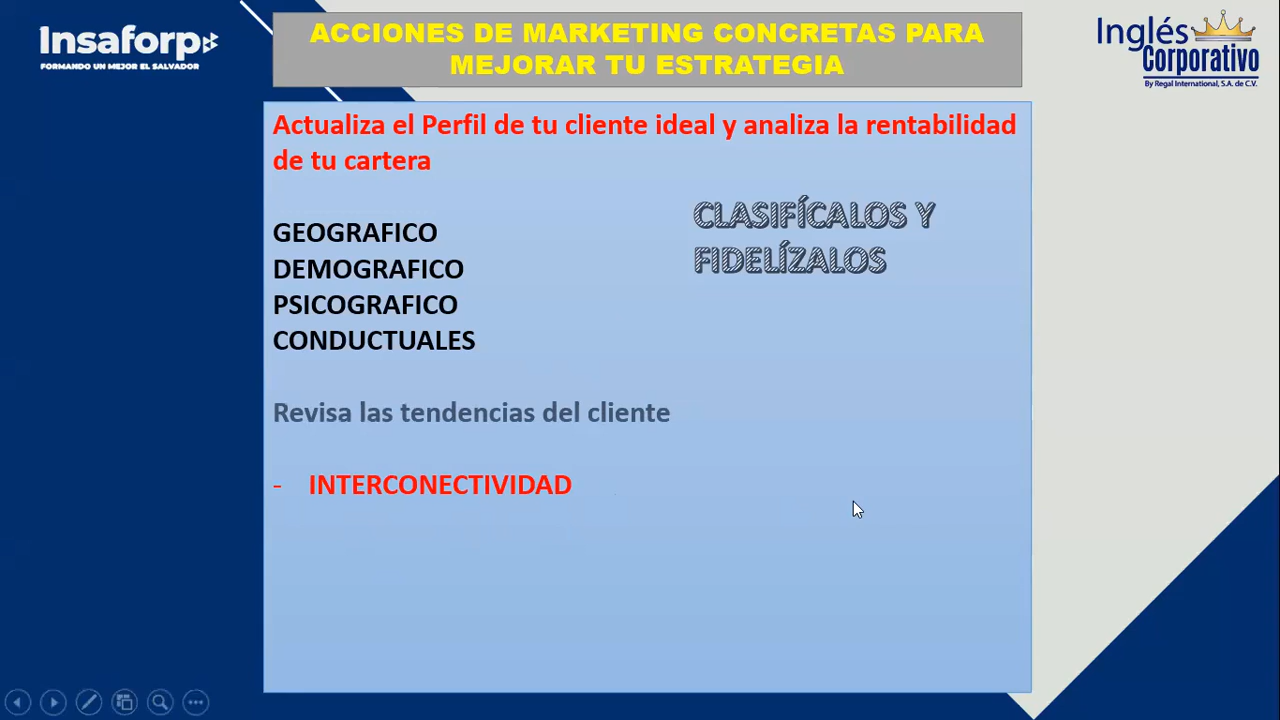 Insaforp
FORMANDO UN MEJOR EL SALVADOR
ACCIONES DE MARKETING CONCRETAS PARA
MEJORAR TU ESTRATEGIA
Inglés
Corporativo
By Regal International, S.A. de C.V.
Actualiza el Perfil de tu cliente ideal y analiza la rentabilidad
de tu cartera
CLASIFÍCALOS Y
FIDELÍZALOS
GEOGRAFICO
DEMOGRAFICO
PSICOGRAFICO
CONDUCTUALES
Revisa las tendencias del cliente
- INTERCONECTIVIDAD